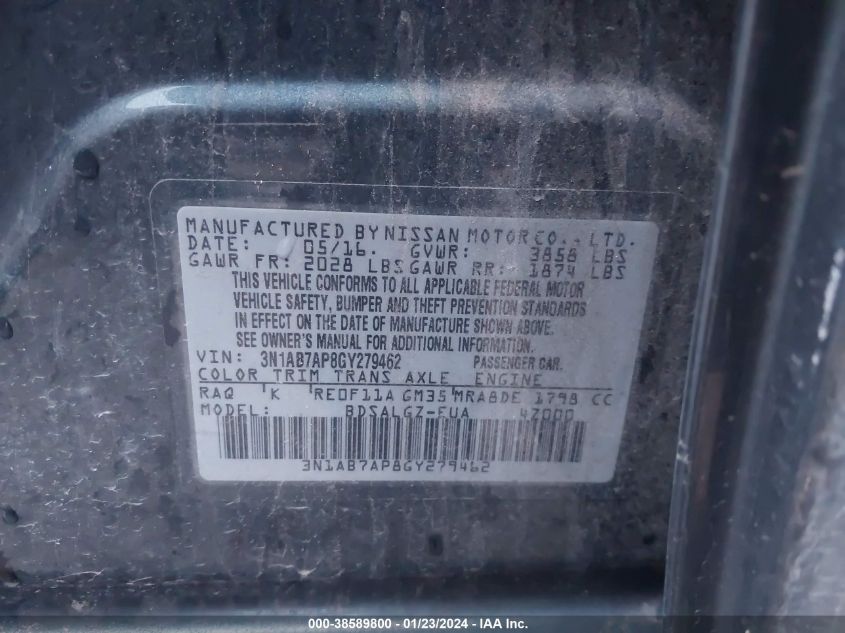 MANUFACTURED BY NISSAN MOTOR CO., LTD.
DATE: 05/16. GVWR: 3858 LBS
GAWR FR: 2028 LBS GAWR RR: 1874 LBS
THIS VEHICLE CONFORMS TO ALL APPLICABLE FEDERAL MOTOR
VEHICLE SAFETY, BUMPER AND THEFT PREVENTION STANDARDS
IN EFFECT ON THE DATE OF MANUFACTURE SHOWN ABOVE.
SEE OWNER'S MANUAL FOR ADDITIONAL INFORMATION.
VIN: 3N1AB7AP8GY279462 PASSENGER CAR.
COLOR TRIM TRANS AXLE ENGINE
RAQ K RE0F11A GM35 MRA8DE 1798 CC
MODEL: BDSALGZ-EUA 4Z000
3N1AB7AP8GY279462
000-38589800 - 01/23/2024 - IAA Inc.